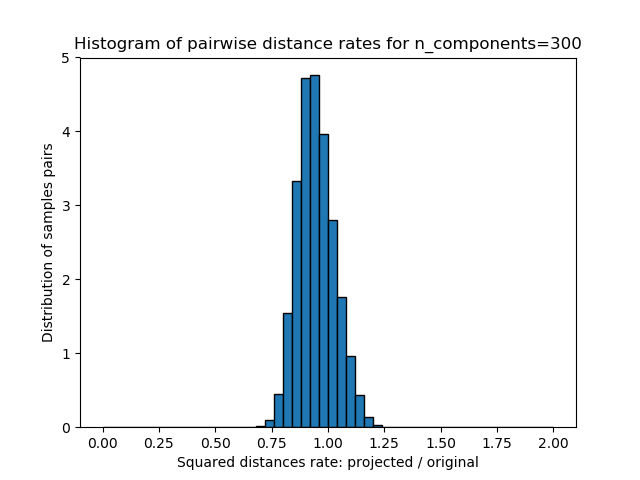 Histogram of pairwise distance rates for n_components=300
Distribution of samples pairs
5
4
3
2
1
0
0.00 0.25 0.50 0.75 1.00 1.25 1.50 1.75 2.00
Squared distances rate: projected / original